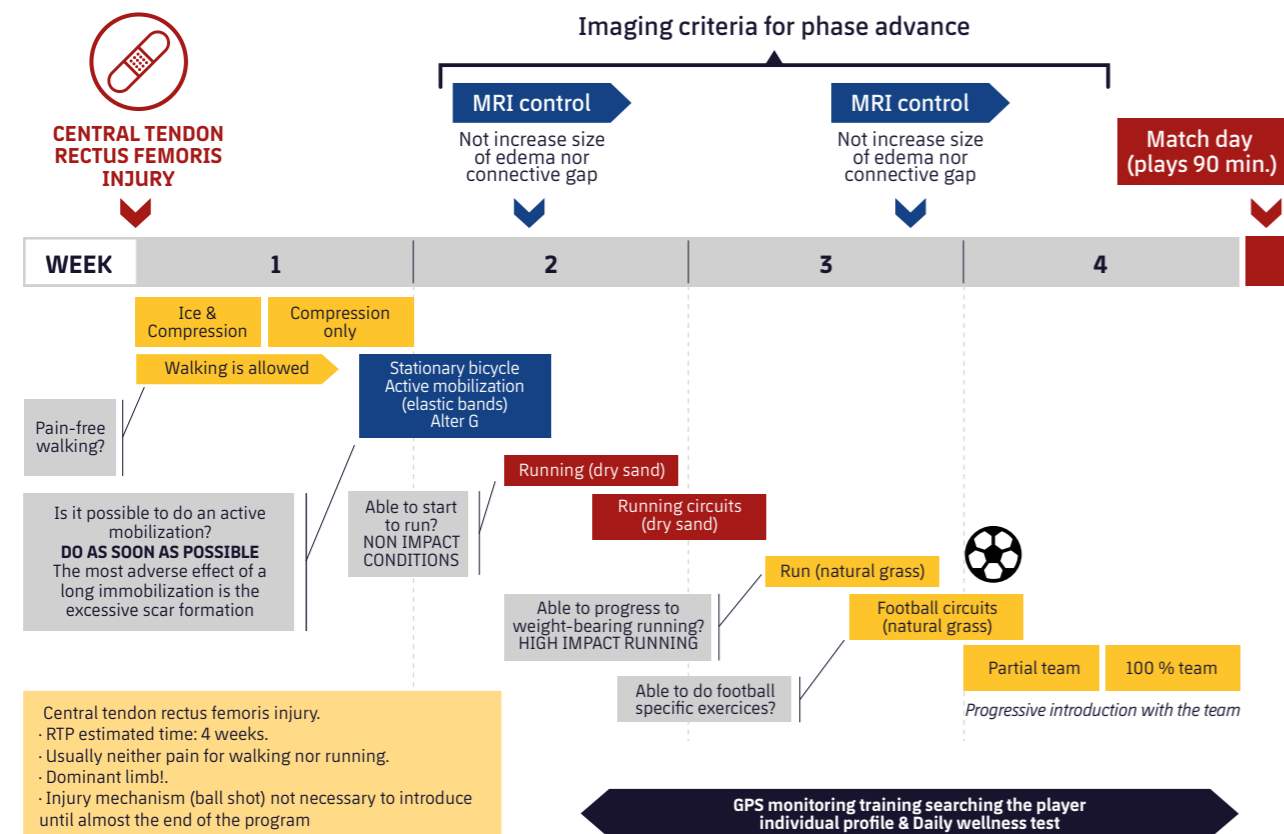 Imaging criteria for phase advance
CENTRAL TENDON
RECTUS FEMORIS
INJURY
MRI control
Not increase size
of edema nor
connective gap
MRI control
Not increase size
of edema nor
connective gap
Match day
(plays 90 min.)
WEEK
1
2
3
4
Ice &
Compression
Compression
only
Walking is allowed
Pain-free
walking?
Stationary bicycle
Active mobilization
(elastic bands)
Alter G
Is it possible to do an active
mobilization?
DO AS SOON AS POSSIBLE
The most adverse effect of a
long immobilization is the
excessive scar formation
Running (dry sand)
Able to start
to run?
NON IMPACT
CONDITIONS
Running circuits
(dry sand)
Run (natural grass)
Able to progress to
weight-bearing running?
HIGH IMPACT RUNNING
Football circuits
(natural grass)
Able to do football
specific exercices?
Partial team
100 % team
Progressive introduction with the team
Central tendon rectus femoris injury.
· RTP estimated time: 4 weeks.
· Usually neither pain for walking nor running.
· Dominant limb!.
· Injury mechanism (ball shot) not necessary to introduce
until almost the end of the program
GPS monitoring training searching the player
individual profile & Daily wellness test